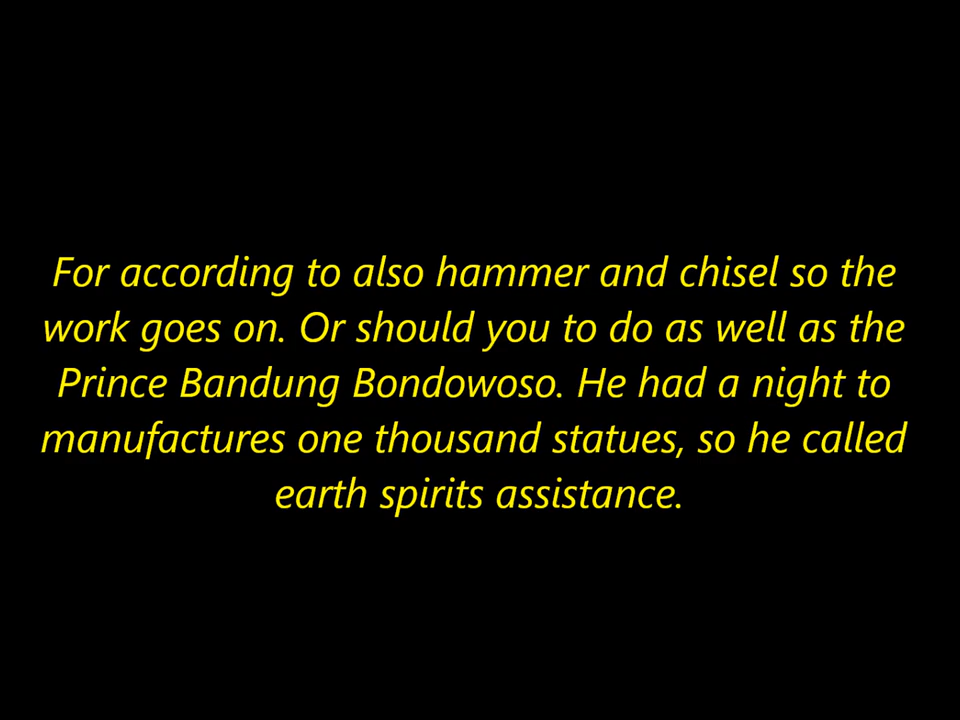 For according to also hammer and chisel so the
work goes on. Or should you to do as well as the
Prince Bandung Bondowoso. He had a night to
manufactures one thousand statues, so he called
earth spirits assistance.